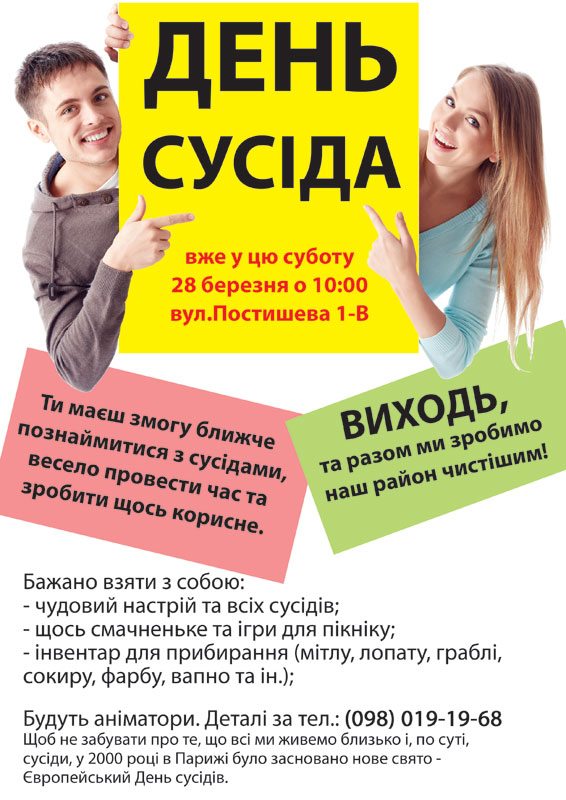 ДЕНЬ
СУСІДА
вже у цю суботу
28 березня о 10:00
вул.Постишева 1-В
Ти маєш змогу ближче
познаймитися з сусідами,
весело провести час та
зробити щось корисне.
ВИХОДЬ,
та разом ми зробимо
наш район чистішим!
Бажано взяти з собою:
- чудовий настрій та всіх сусідів;
- щось смачненьке та ігри для пікніку;
- інвентар для прибирання (мітлу, лопату, граблі,
сокиру, фарбу, вапно та ін.);
Будуть аніматори. Деталі за тел.: (098) 019-19-68
Щоб не забувати про те, що всі ми живемо близько і, по суті,
сусіди, у 2000 році в Парижі було засновано нове свято -
Європейський День сусідів.